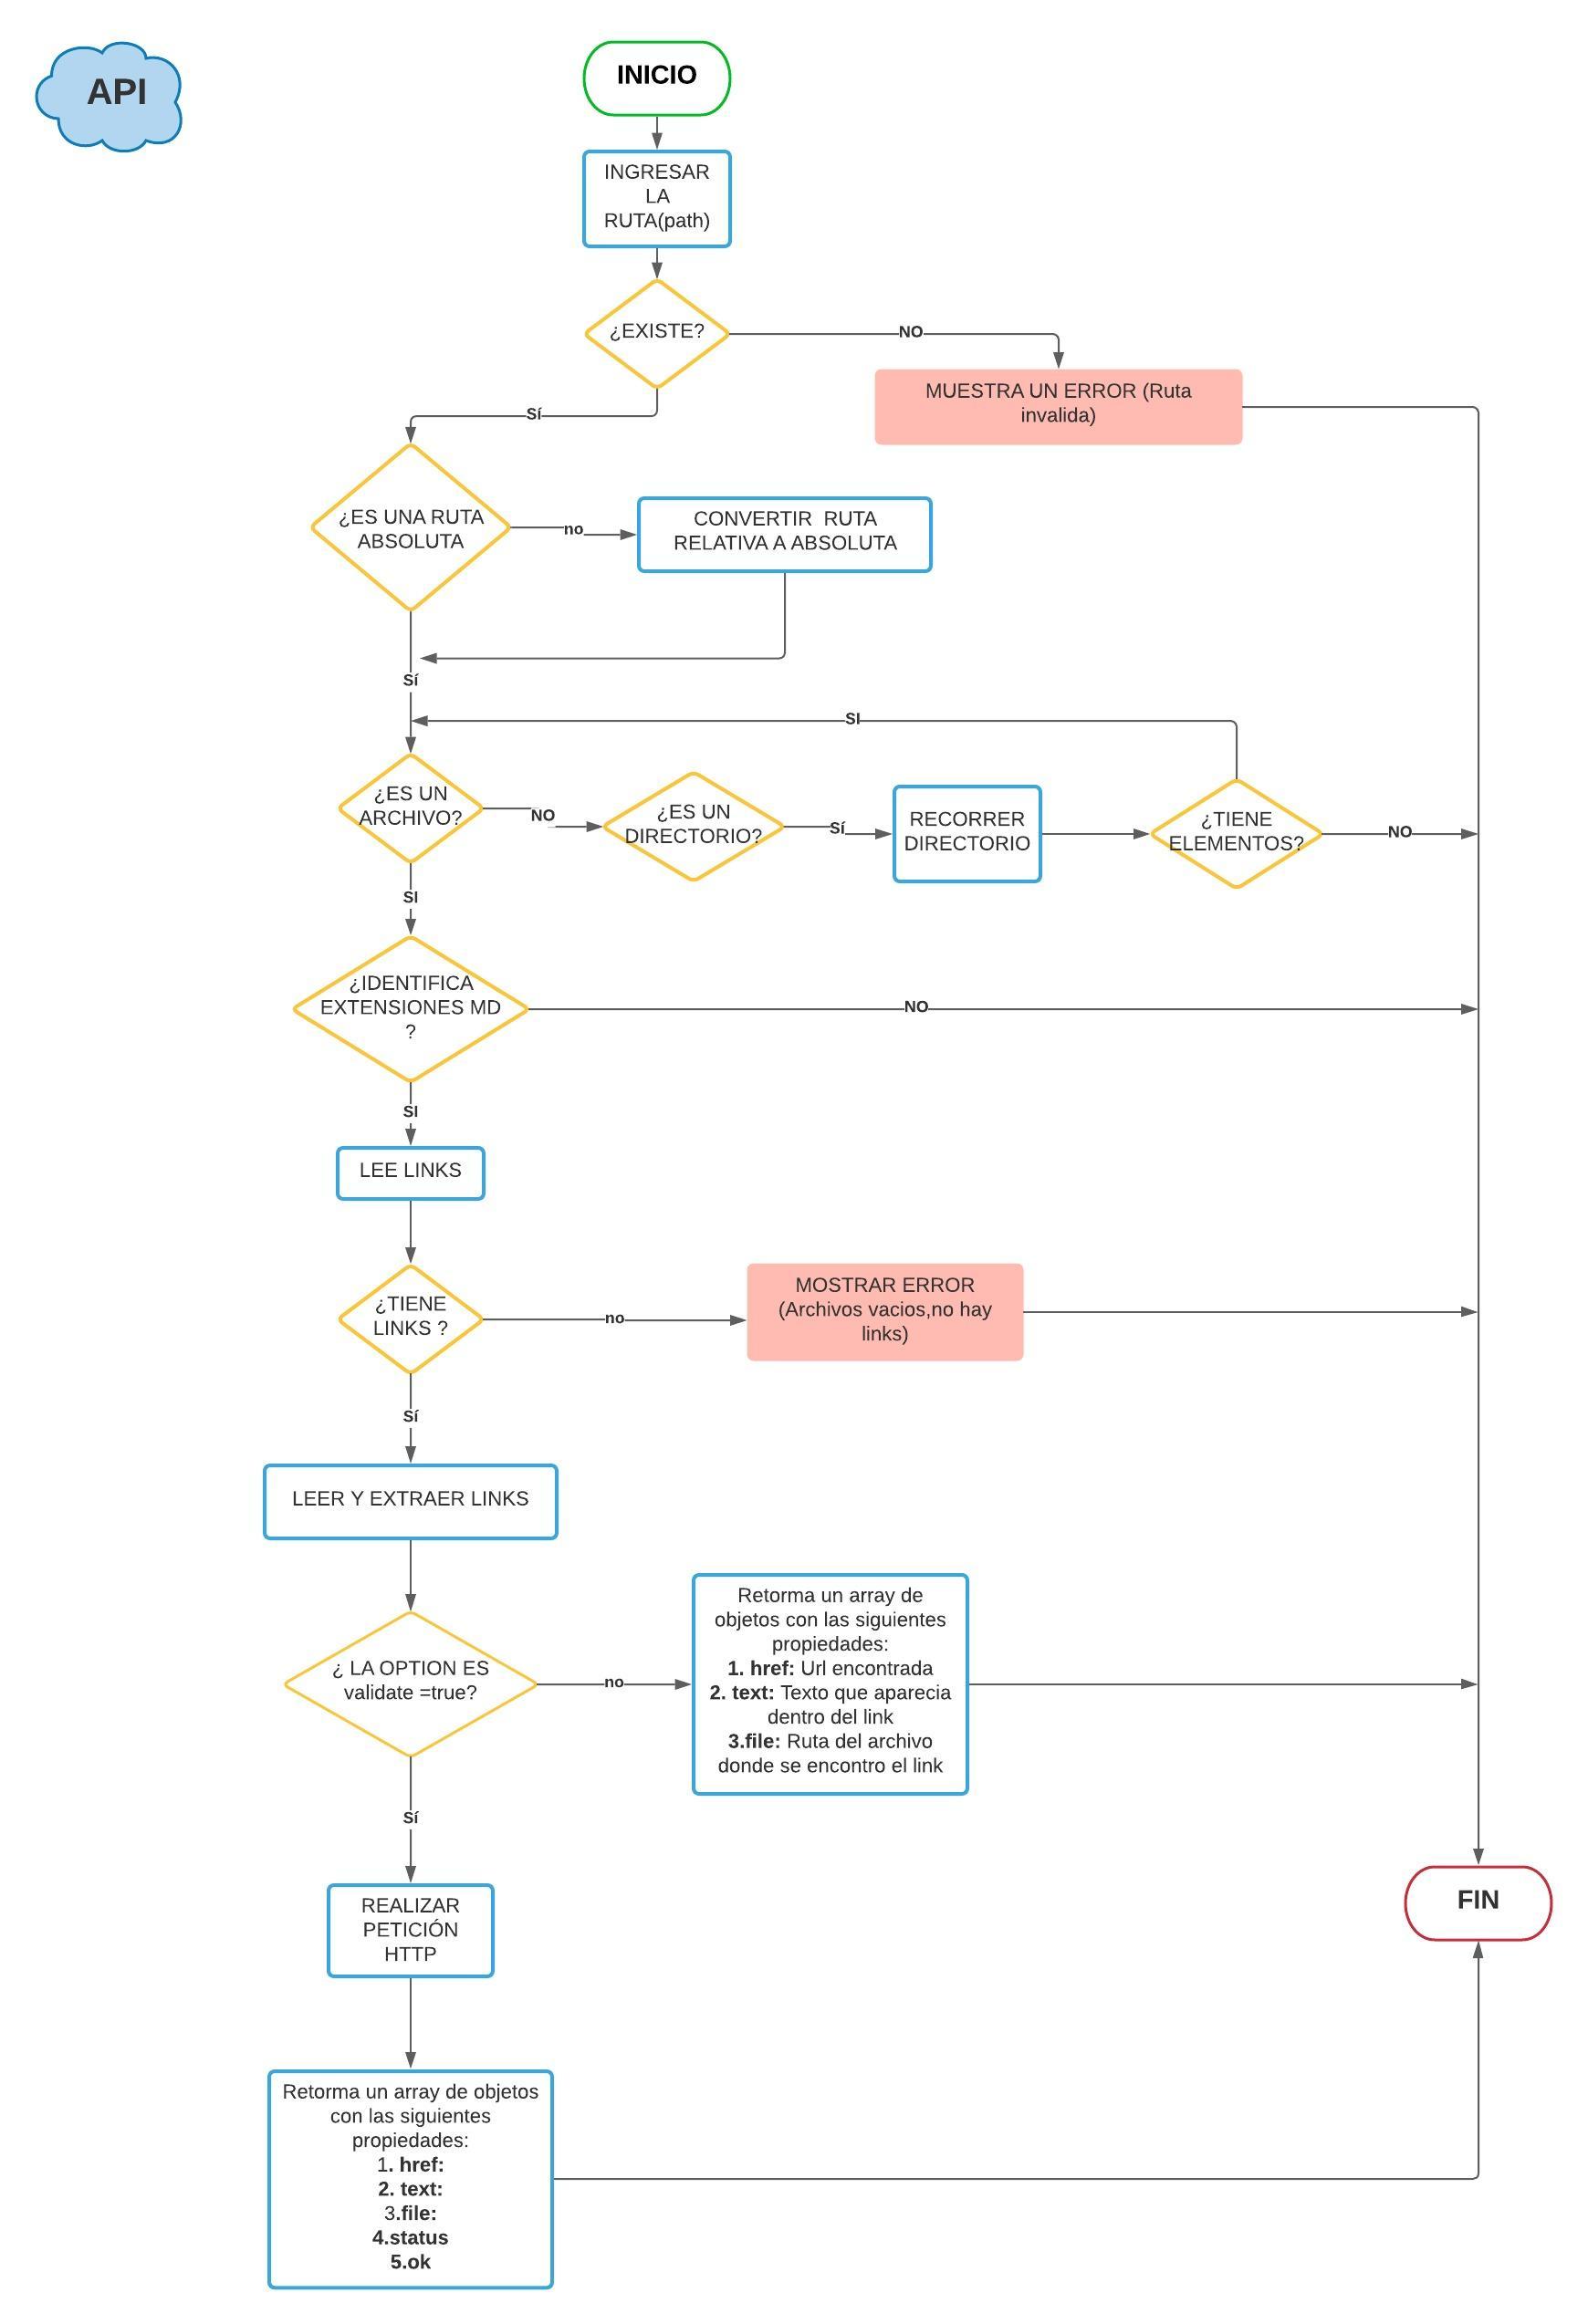 API
INICIO
INGRESAR
LA
RUTA(path)
¿EXISTE?
NO
MUESTRA UN ERROR (Ruta
invalida)
Sí
¿ES UNA RUTA
ABSOLUTA
no
CONVERTIR  RUTA
RELATIVA A ABSOLUTA
Sí
SI
¿ES UN
ARCHIVO?
NO
¿ES UN
DIRECTORIO?
Sí
RECORRER
DIRECTORIO
¿TIENE
ELEMENTOS?
NO
SI
¿IDENTIFICA
EXTENSIONES MD
?
NO
SI
LEE LINKS
¿TIENE
LINKS ?
no
MOSTRAR ERROR
(Archivos vacios,no hay
links)
Sí
LEER Y EXTRAER LINKS
¿ LA OPTION ES
validate =true?
no
Retorma un array de
objetos con las siguientes
propiedades:
1. href: Url encontrada
2. text: Texto que aparecia
dentro del link
3.file: Ruta del archivo
donde se encontro el link
Sí
REALIZAR
PETICIÓN
HTTP
FIN
Retorma un array de objetos
con las siguientes
propiedades:
1. href:
2. text:
3.file:
4.status
5.ok